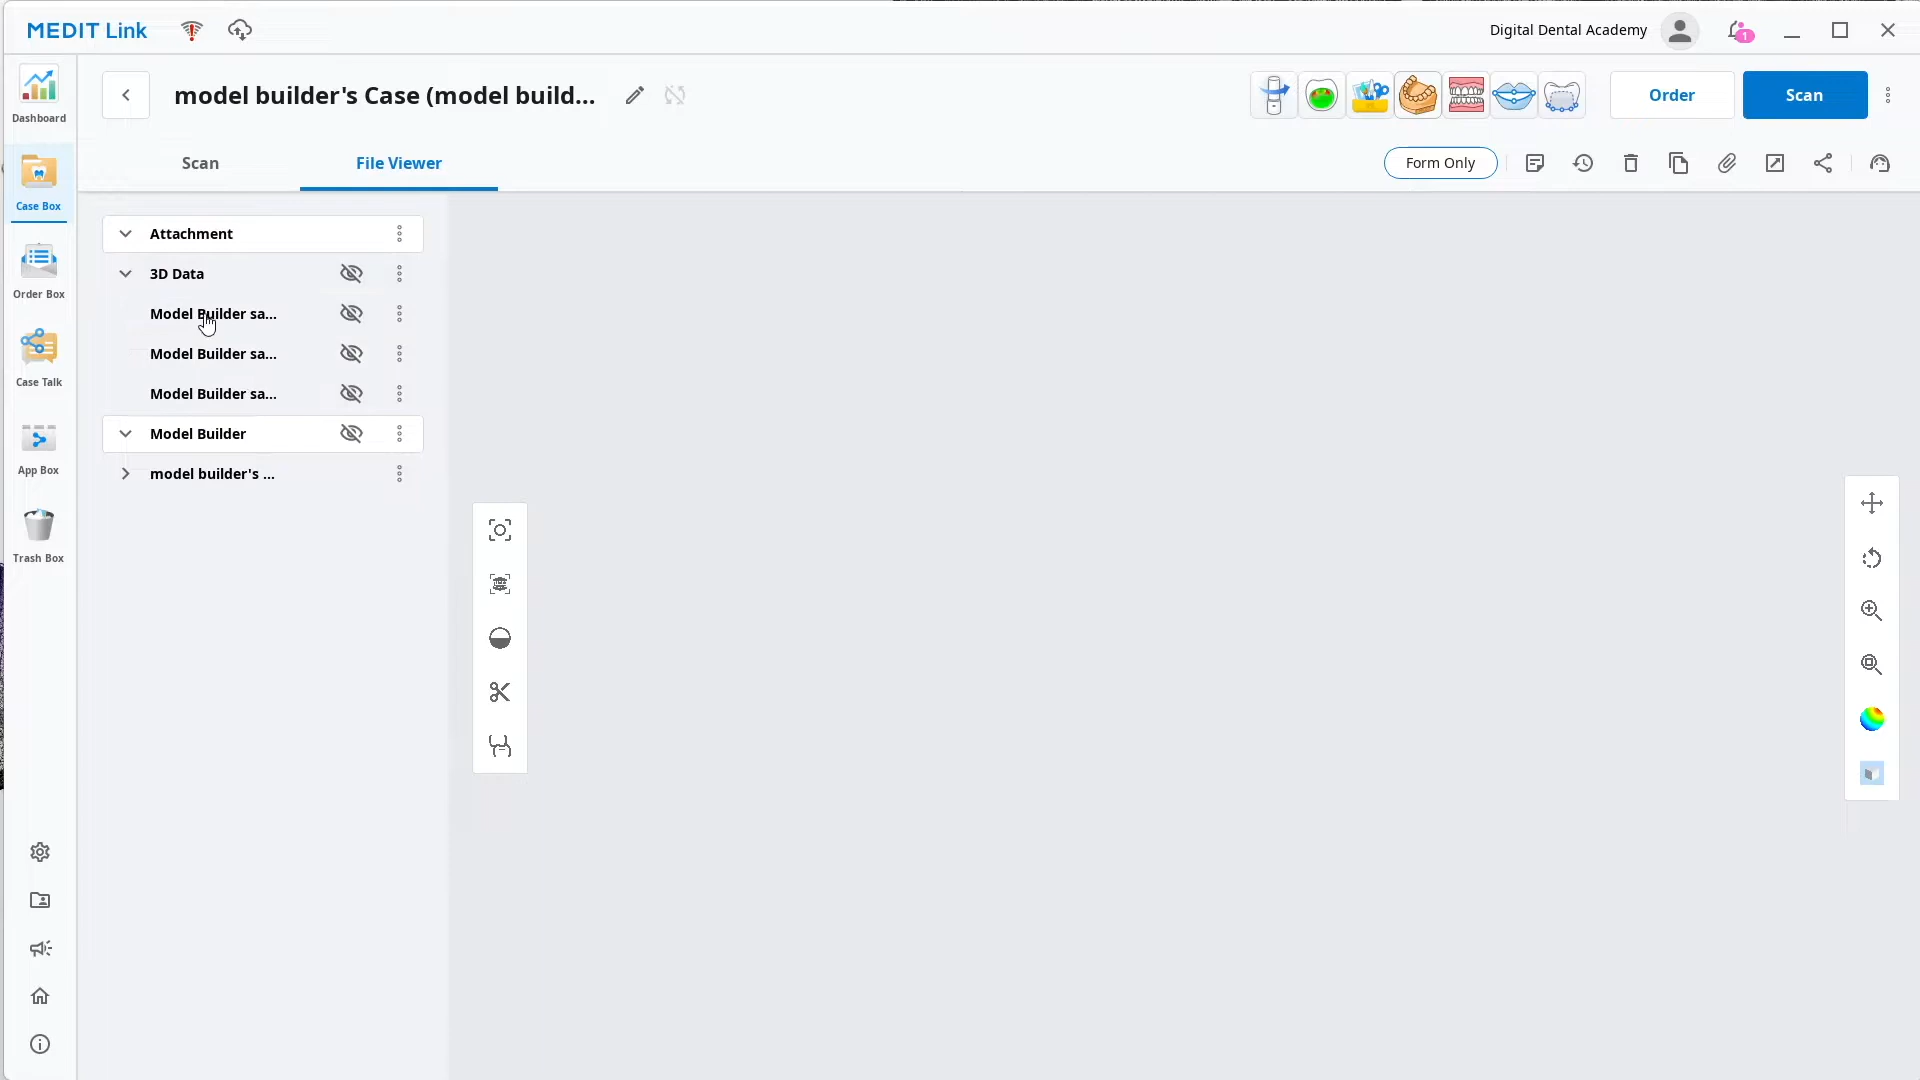 MEDIT Link
Digital Dental Academy
1
Dashboard
model builder's Case (model build...
Order
Scan
Scan
File Viewer
Form Only
Case Box
Attachment
3D Data
Order Box
Model Builder sa...
Model Builder sa...
Case Talk
Model Builder sa...
Model Builder
App Box
model builder's ...
Trash Box